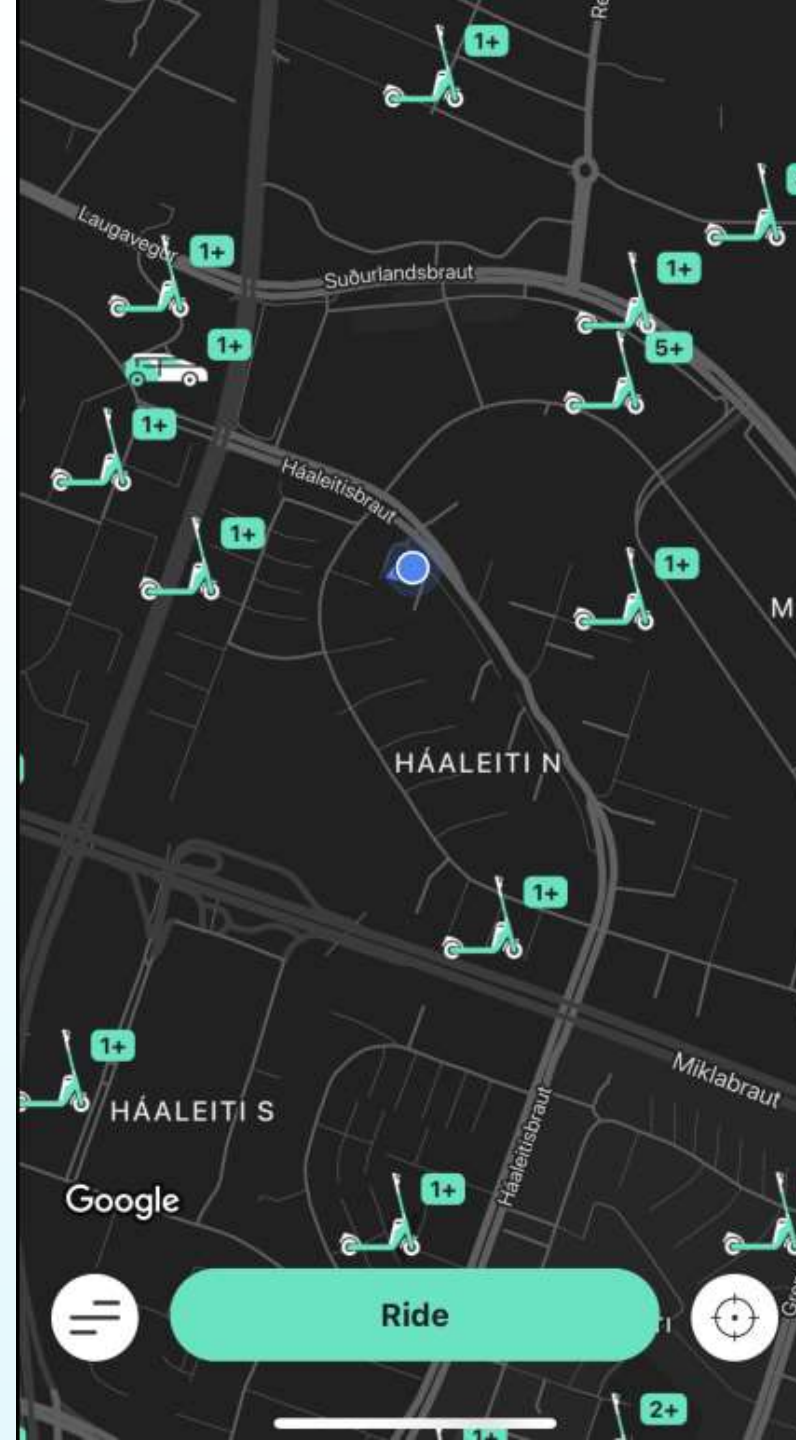 1+
Laugavegur
1+
Suðurlandsbraut
1+
1+
5+
1+
Háaleitisbraut
1+
1+
M
HÁALEITI N
1+
1+
HÁALEITI S
Miklabraut
Háaleitisbraut
Google
1+
Ride
2+
1+